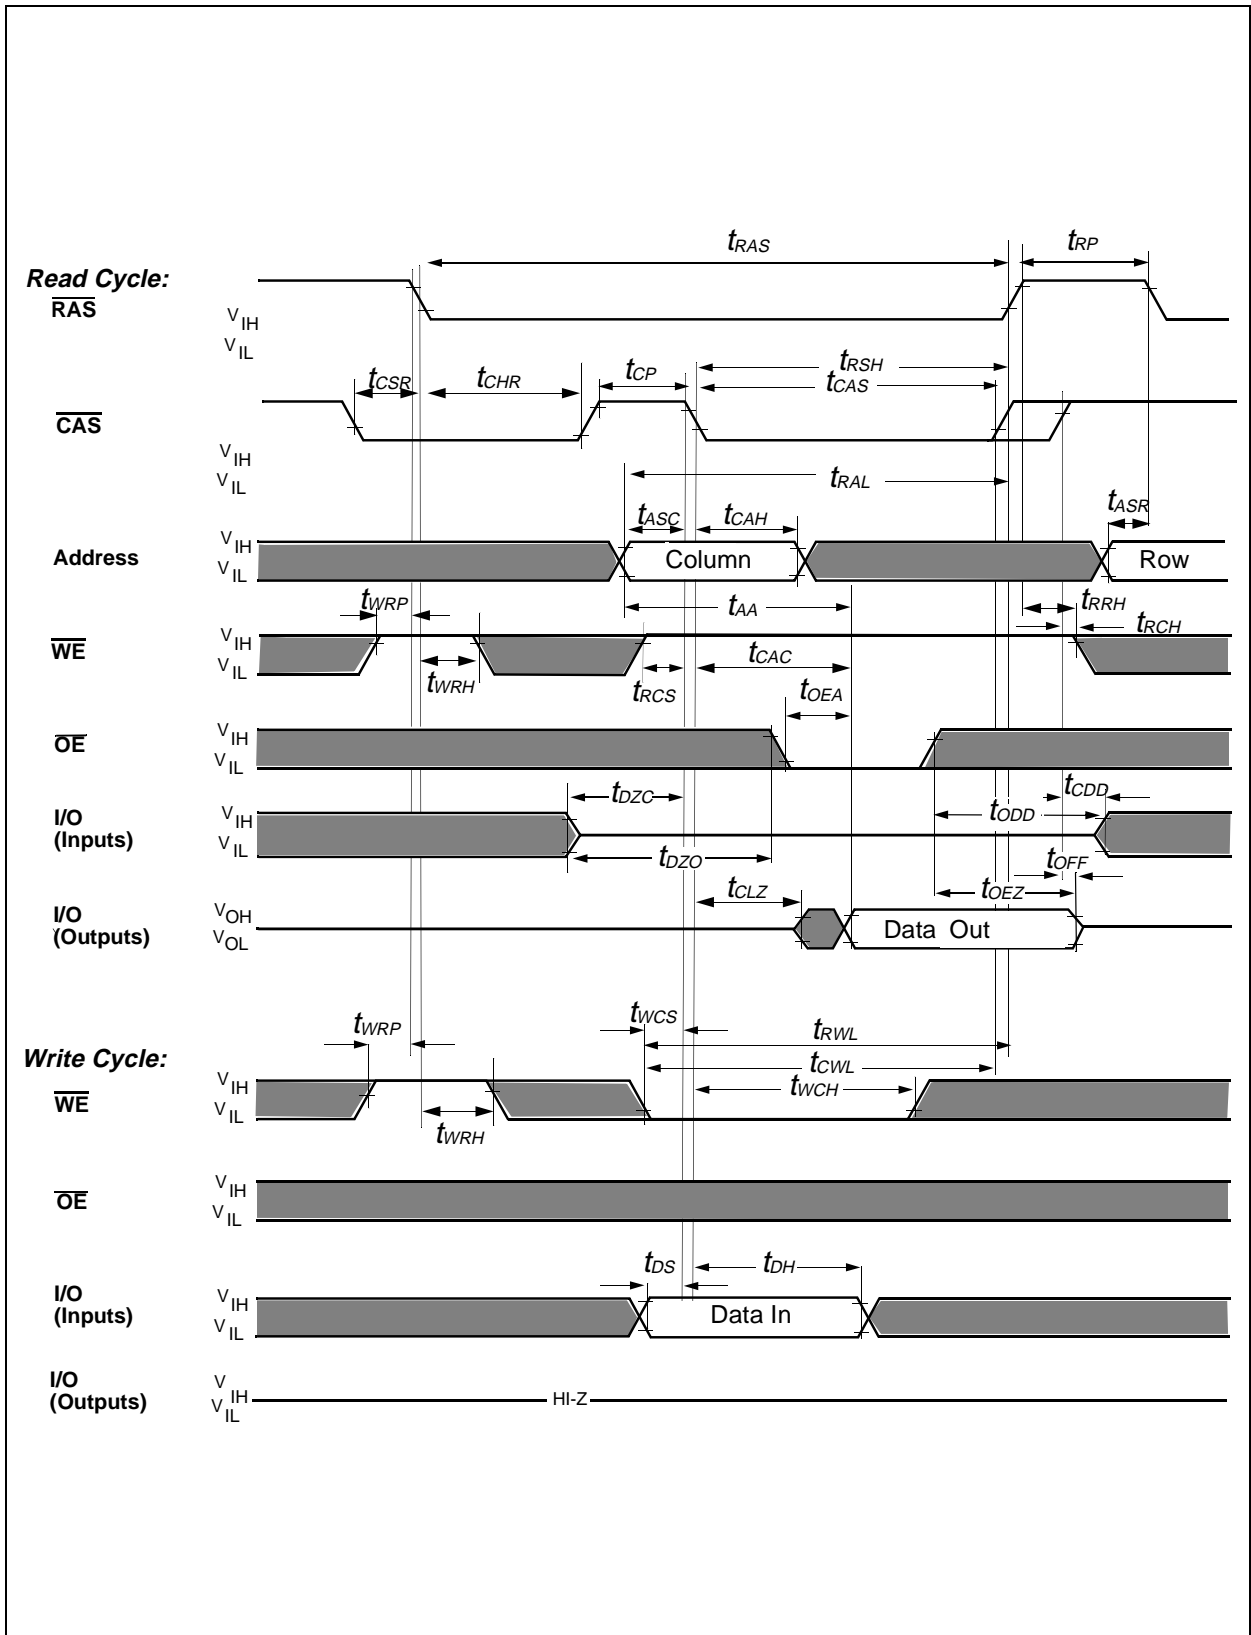 tRAS
tRP
Read Cycle:
RAS
VIH
VIL
tCSR
tCHR
tCP
tRSH
tCAS
CAS
VIH
VIL
tRAL
tASR
tASC
tCAH
Address
VIH
VIL
Column
Row
tWRP
tAA
tRRH
tRCH
WE
VIH
VIL
tWRH
tRCS
tCAC
tOEA
OE
VIH
VIL
tDZC
tCDD
tODD
I/O
(Inputs)
VIH
VIL
tDZO
tOFF
tOEZ
tCLZ
I/O
(Outputs)
VOH
VOL
Data Out
tWRP
tWCS
tRWL
Write Cycle:
tCWL
tWCH
WE
VIH
VIL
tWRH
OE
VIH
VIL
tDS
tDH
I/O
(Inputs)
VIH
VIL
Data In
I/O
(Outputs)
VIH
VIL
HI-Z